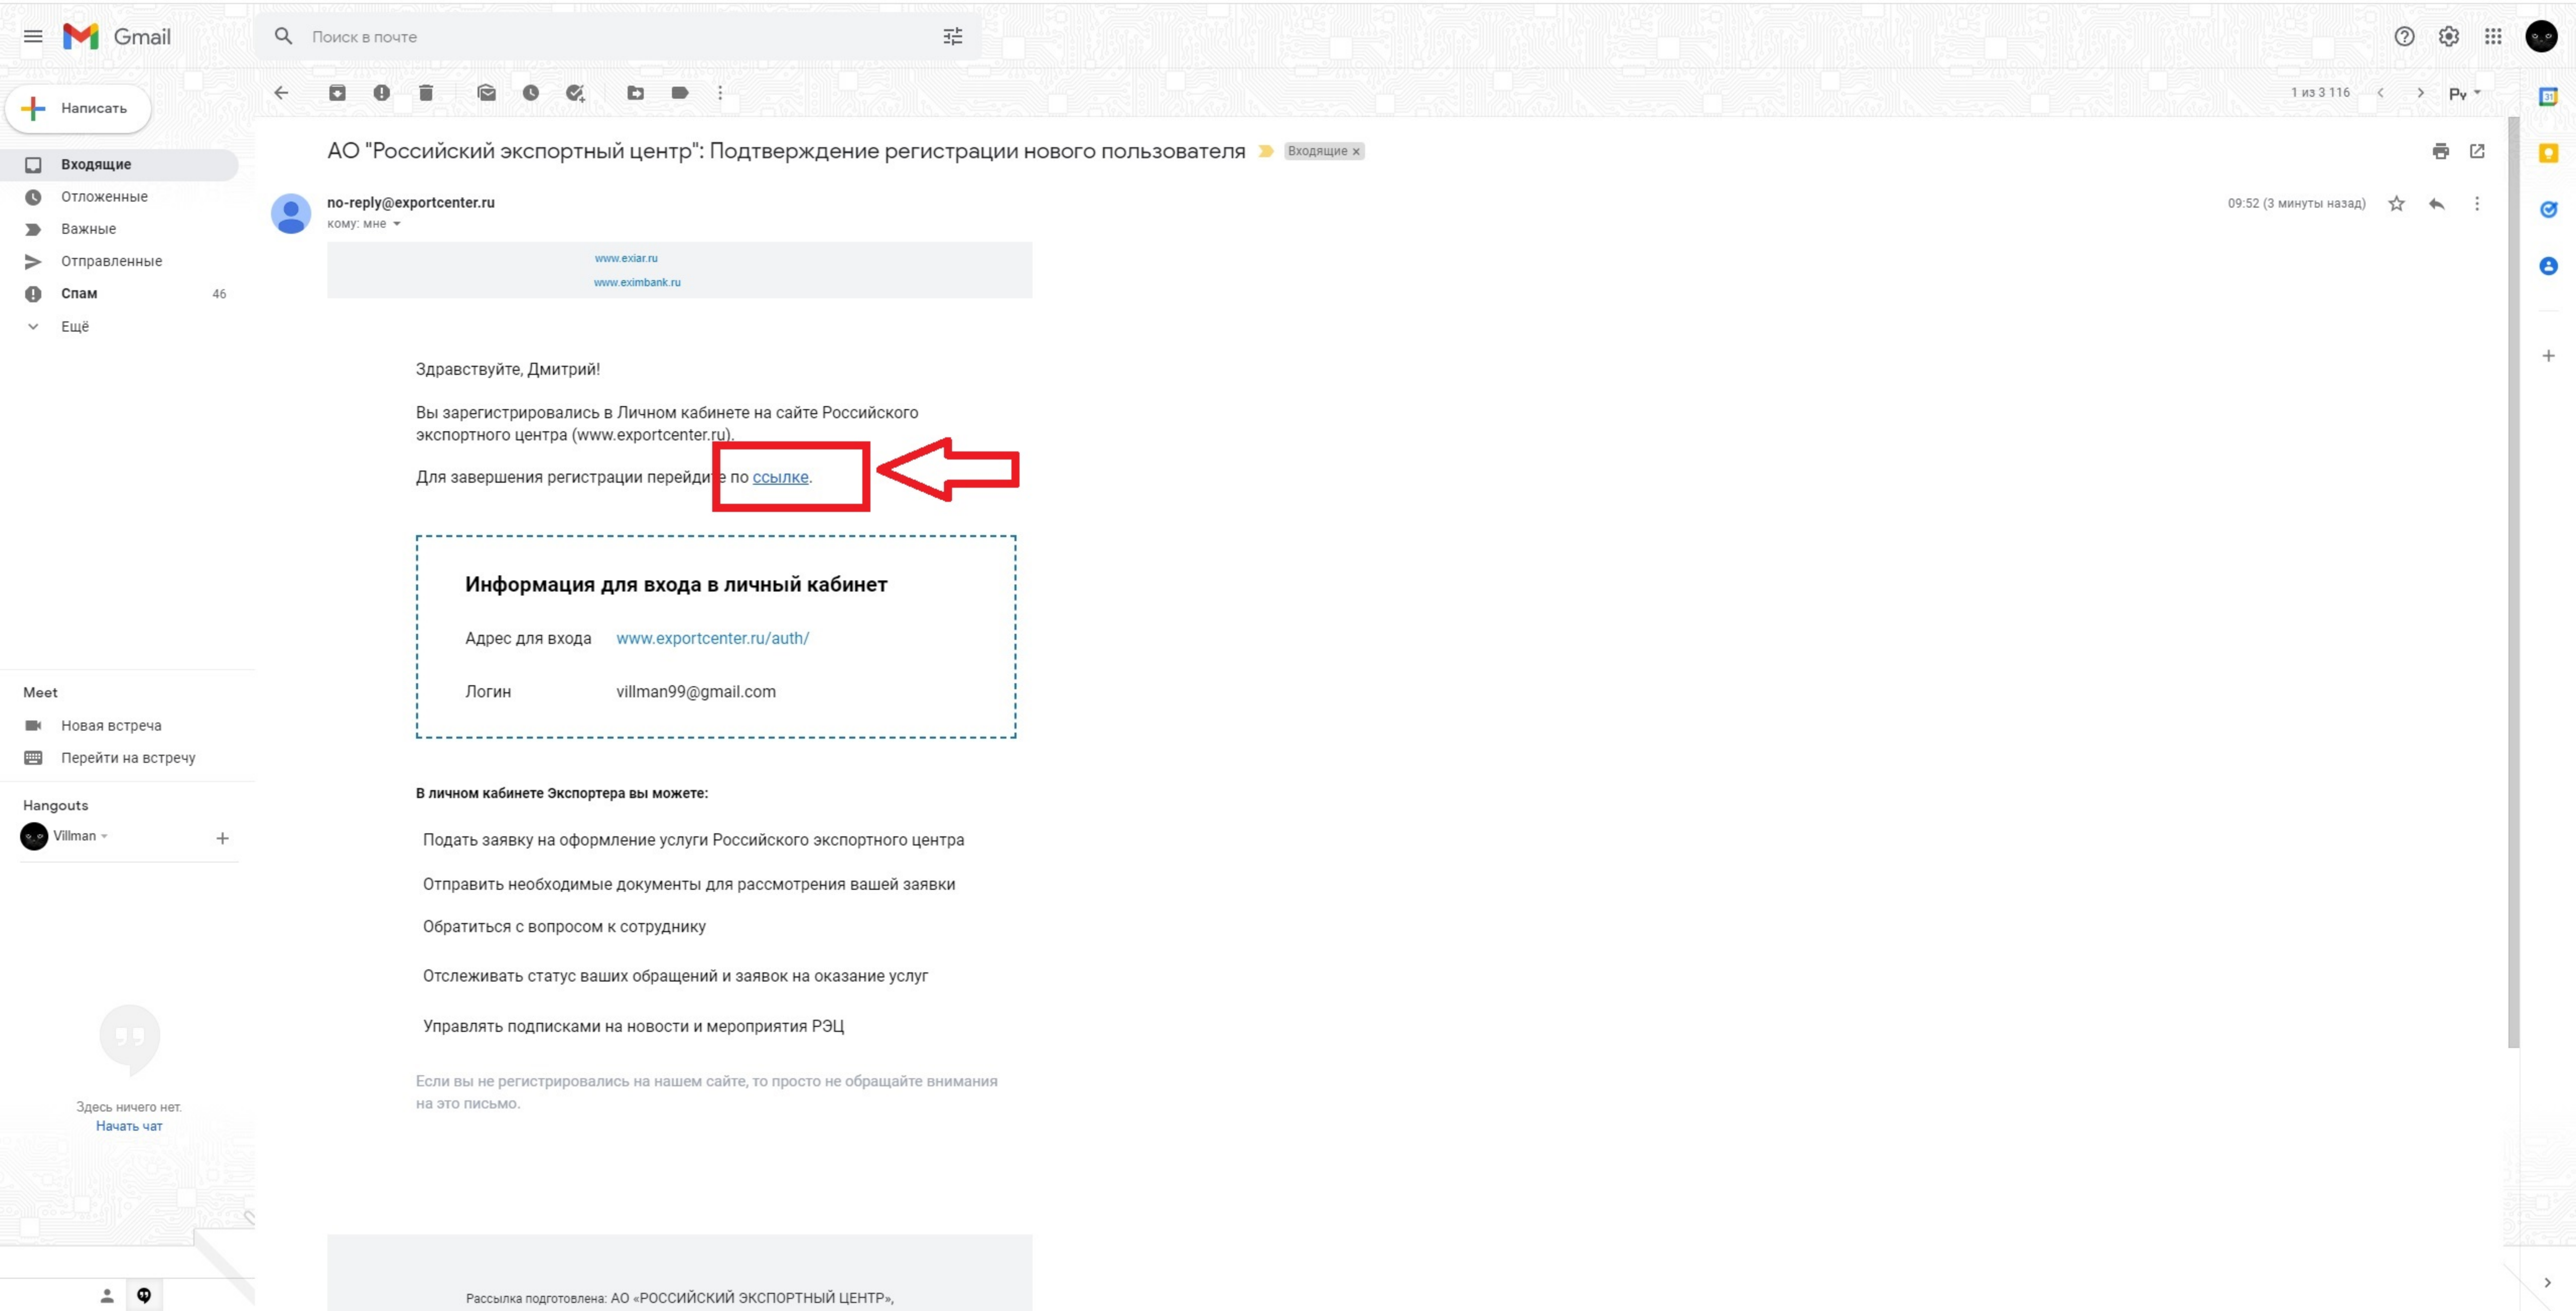 Gmail
Поиск в почте
Написать
1 из 3 116
Ру
Входящие
Отложенные
Важные
Отправленные
Спам 46
Ещё
АО "Российский экспортный центр": Подтверждение регистрации нового пользователя
Входящие ×
no-reply@exportcenter.ru
кому: мне
09:52 (3 минуты назад)
www.exiar.ru
www.eximbank.ru
Здравствуйте, Дмитрий!
Вы зарегистрировались в Личном кабинете на сайте Российского
экспортного центра (www.exportcenter.ru).
Для завершения регистрации перейдите по ссылке.
Информация для входа в личный кабинет
Адрес для входа www.exportcenter.ru/auth/
Логин villman99@gmail.com
В личном кабинете Экспортера вы можете:
Подать заявку на оформление услуги Российского экспортного центра
Отправить необходимые документы для рассмотрения вашей заявки
Обратиться с вопросом к сотруднику
Отслеживать статус ваших обращений и заявок на оказание услуг
Управлять подписками на новости и мероприятия РЭЦ
Если вы не регистрировались на нашем сайте, то просто не обращайте внимания
на это письмо.
Рассылка подготовлена: АО «РОССИЙСКИЙ ЭКСПОРТНЫЙ ЦЕНТР»,
Meet
Новая встреча
Перейти на встречу
Hangouts
Villman
Здесь ничего нет.
Начать чат
31